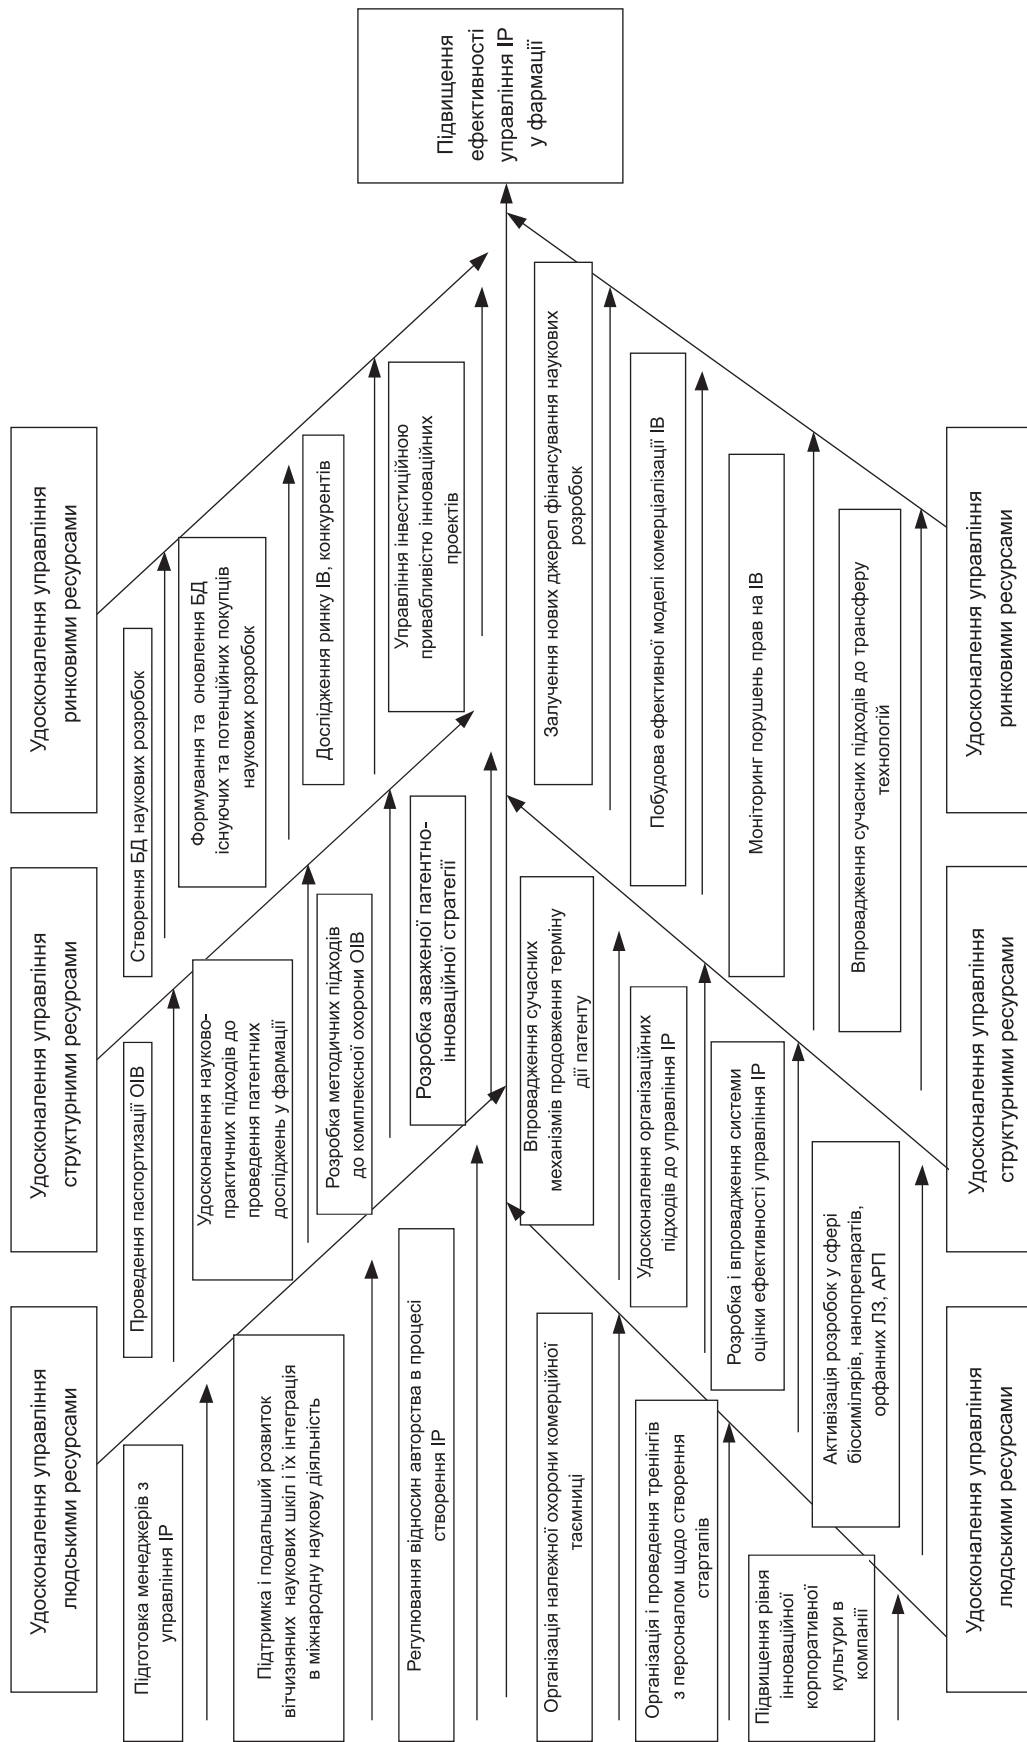 Удосконалення управління
людськими ресурсами
Удосконалення управління
структурними ресурсами
Удосконалення управління
ринковими ресурсами
Підготовка менеджерів з
управління ІР
Підтримка і подальший розвиток
вітчизняних наукових шкіл і їх інтеграція
в міжнародну наукову діяльність
Регулювання відносин авторства в процесі
створення ІР
Проведення паспортизації ОІВ
Удосконалення науково-
практичних підходів до
проведення патентних
досліджень у фармації
Розробка методичних підходів
до комплексної охорони ОІВ
Розробка зваженої патентно-
інноваційної стратегії
Створення БД наукових розробок
Формування та оновлення БД
існуючих та потенційних покупців
наукових розробок
Дослідження ринку ІВ, конкурентів
Управління інвестиційною
привабливістю інноваційних
проектів
Підвищення
ефективності
управління ІР
у фармації
Організація належної охорони комерційної
таємниці
Організація і проведення тренінгів
з персоналом щодо створення
стартапів
Підвищення рівня
інноваційної
корпоративної
культури в
компанії
Впровадження сучасних
механізмів продовження терміну
дії патенту
Удосконалення організаційних
підходів до управління ІР
Розробка і впровадження системи
оцінки ефективності управління ІР
Активізація розробок у сфері
біосимілярів, нанопрепаратів,
орфанних ЛЗ, АРП
Залучення нових джерел фінансування наукових
розробок
Побудова ефективної моделі комерціалізації ІВ
Моніторинг порушень прав на ІВ
Впровадження сучасних підходів до трансферу
технологій
Удосконалення управління
людськими ресурсами
Удосконалення управління
структурними ресурсами
Удосконалення управління
ринковими ресурсами